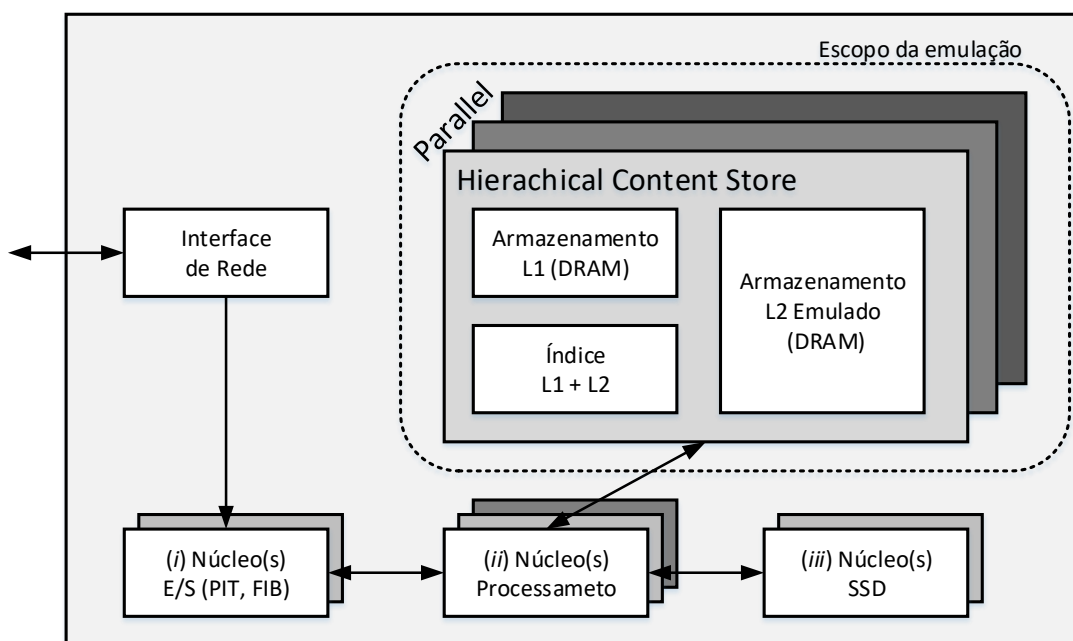 Escopo da emulação
Parallel
Hierachical Content Store
Interface
de Rede
Armazenamento
L1 (DRAM)
Armazenamento
L2 Emulado
(DRAM)
Índice
L1 + L2
(i) Núcleo(s)
E/S (PIT, FIB)
(ii) Núcleo(s)
Processameto
(iii) Núcleo(s)
SSD